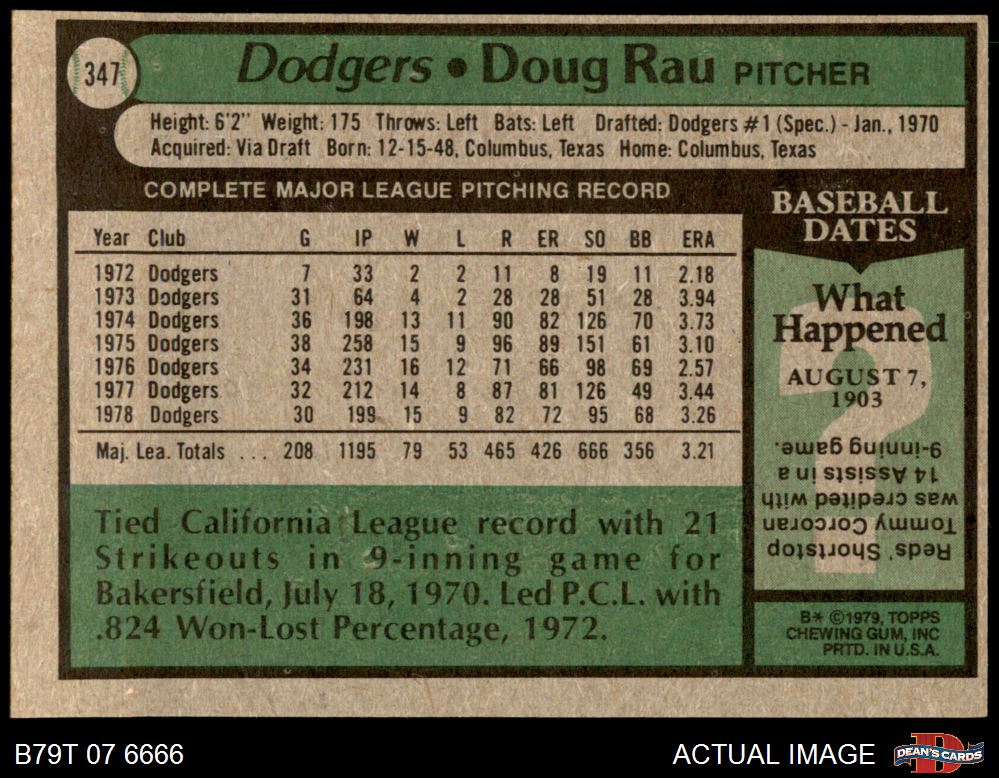 347
Dodgers • Doug Rau PITCHER
Height: 6'2" Weight: 175 Throws: Left Bats: Left Drafted: Dodgers #1 (Spec.) - Jan., 1970
Acquired: Via Draft Born: 12-15-48, Columbus, Texas Home: Columbus, Texas
COMPLETE MAJOR LEAGUE PITCHING RECORD
Year Club G IP W L R ER SO BB ERA
1972 Dodgers 7 33 2 2 11 8 19 11 2.18
1973 Dodgers 31 64 4 2 28 28 51 28 3.94
1974 Dodgers 36 198 13 11 90 82 126 70 3.73
1975 Dodgers 38 258 15 9 96 89 151 61 3.10
1976 Dodgers 34 231 16 12 71 66 98 69 2.57
1977 Dodgers 32 212 14 8 87 81 126 49 3.44
1978 Dodgers 30 199 15 9 82 72 95 68 3.26
Maj. Lea. Totals ... 208 1195 79 53 465 426 666 356 3.21
Tied California League record with 21
Strikeouts in 9-inning game for
Bakersfield, July 18, 1970. Led P.C.L. with
.824 Won-Lost Percentage, 1972.
BASEBALL
DATES
What
Happened
?
AUGUST 7,
1903
Reds' Shortstop
Tommy Corcoran
was credited with
14 Assists in a
9-inning game.
B* ©1979, TOPPS
CHEWING GUM, INC
PRTD. IN U.S.A.
B79T 07 6666
ACTUAL IMAGE
D
DEAN'S CARDS